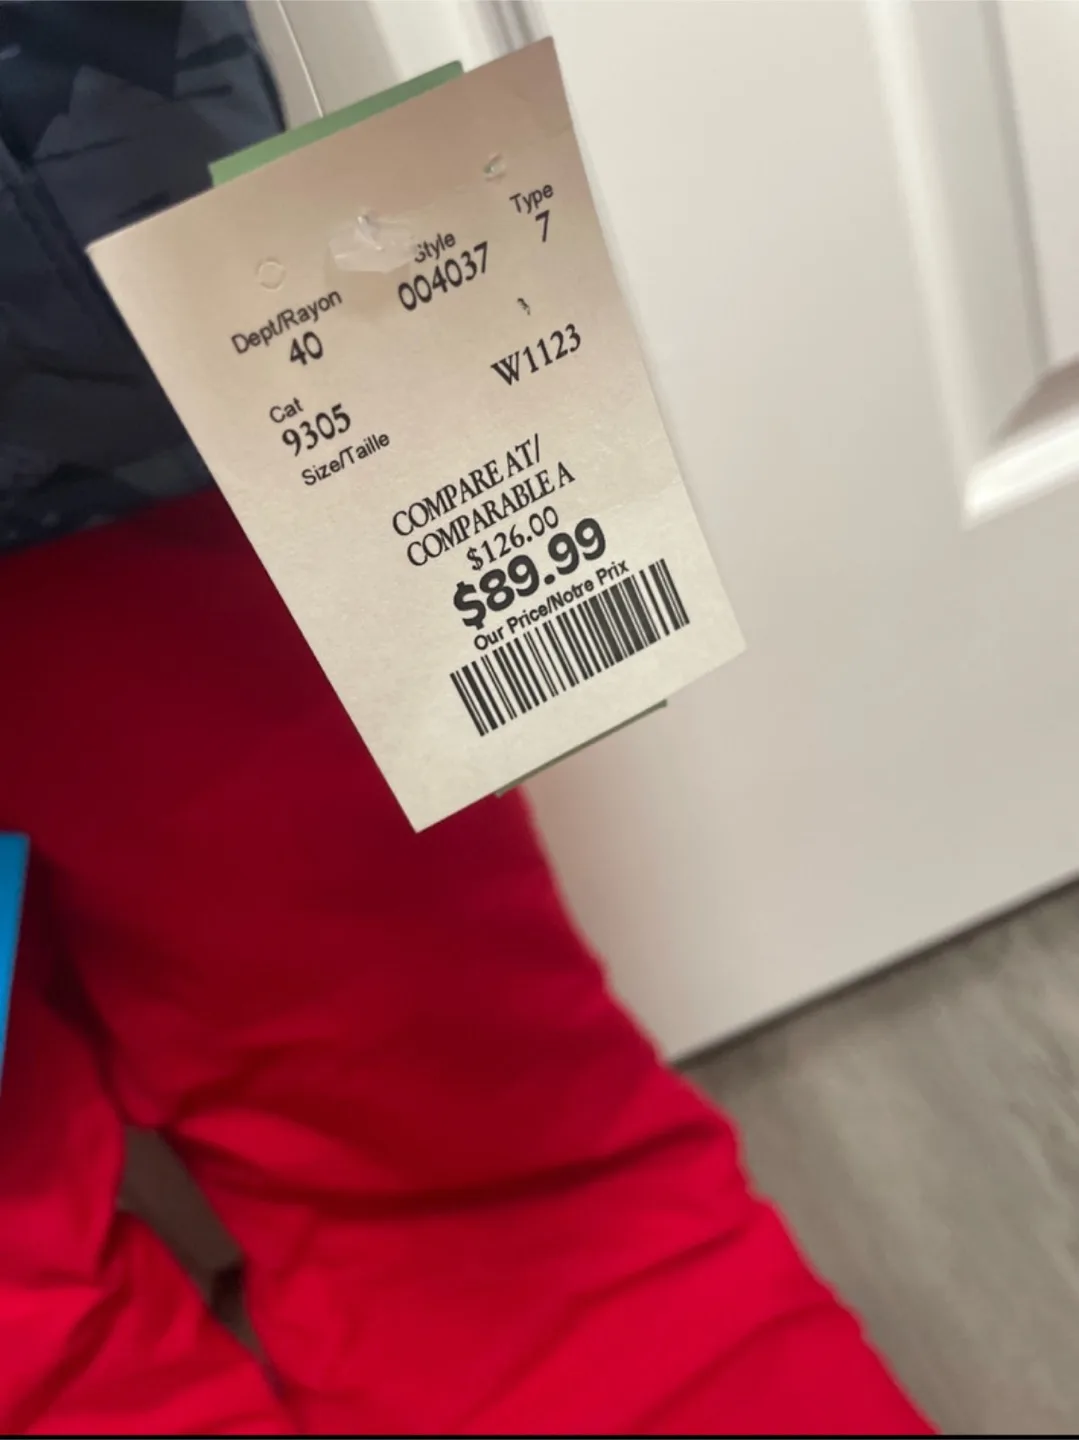 Dept/Rayon Style Type
40 004037 7
Cat
9305 W1123
Size/Taille
COMPARE AT/
COMPARABLE A
$126.00
$89.99
Our Price/Notre Prix